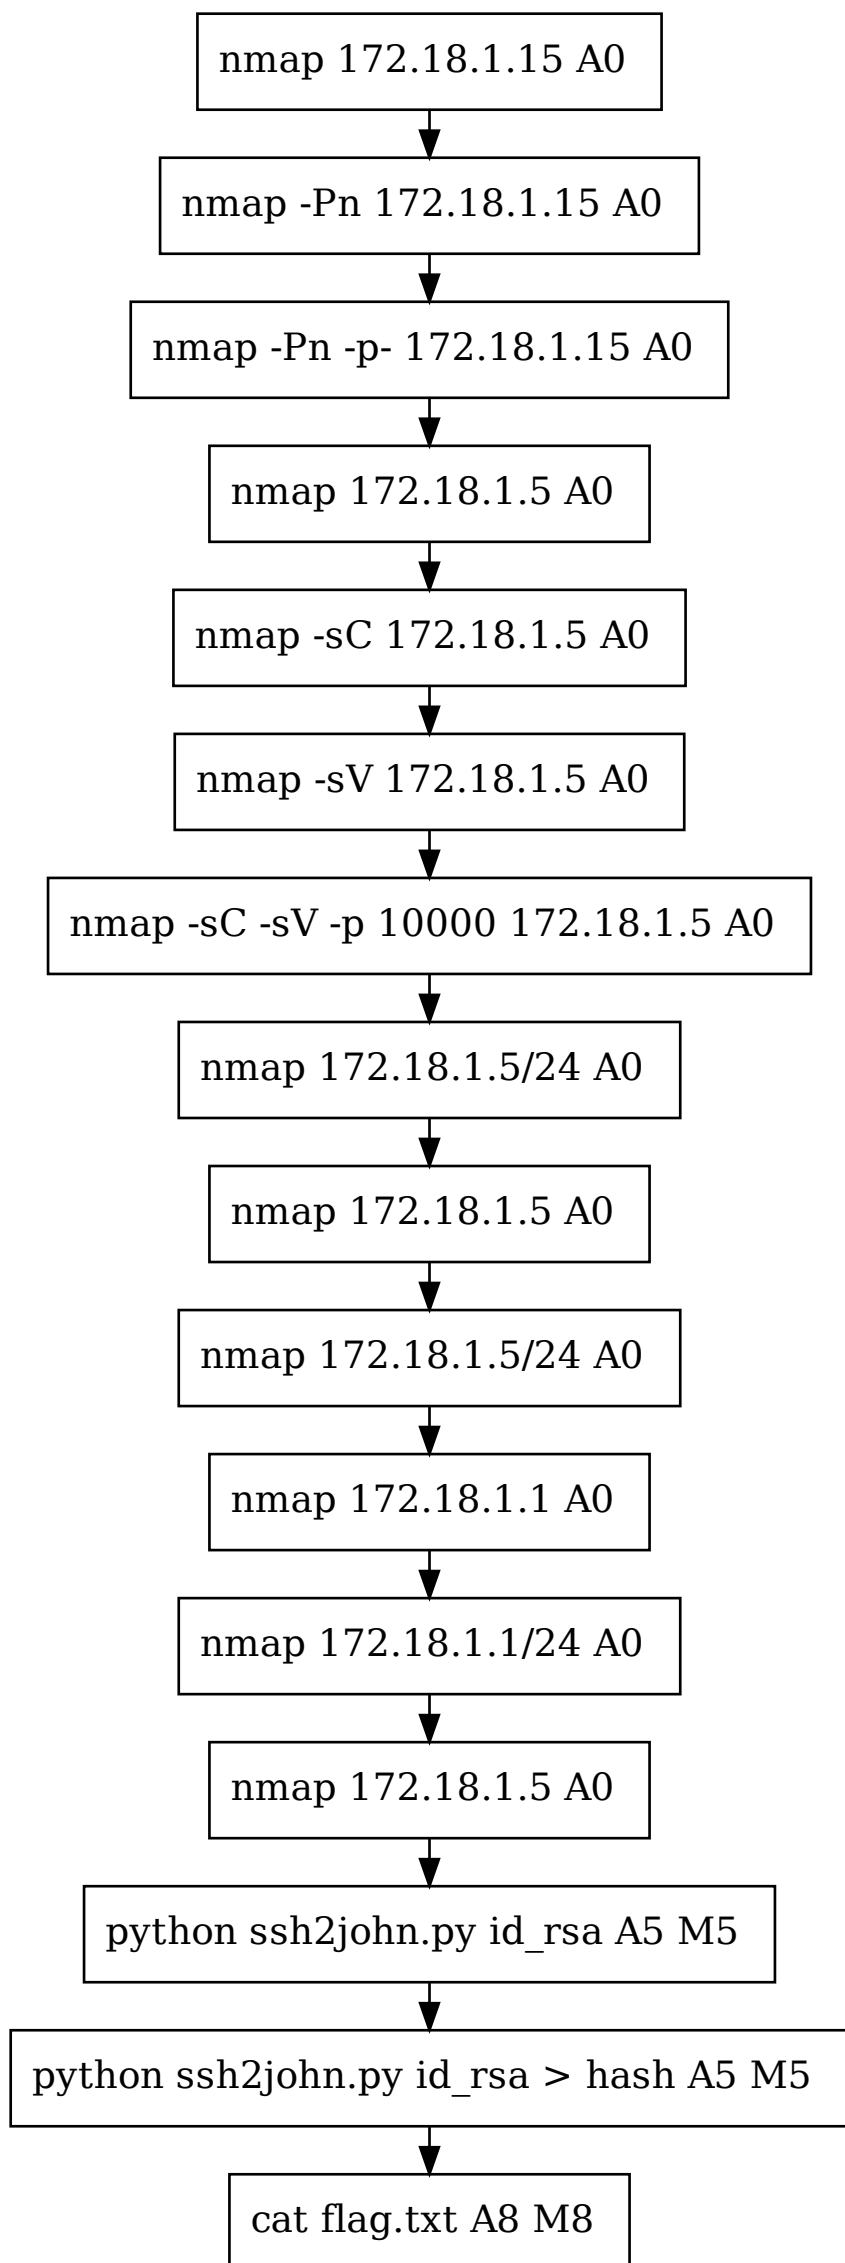 nmap 172.18.1.15 A0
nmap -Pn 172.18.1.15 A0
nmap -Pn -p- 172.18.1.15 A0
nmap 172.18.1.5 A0
nmap -sC 172.18.1.5 A0
nmap -sV 172.18.1.5 A0
nmap -sC -sV -p 10000 172.18.1.5 A0
nmap 172.18.1.5/24 A0
nmap 172.18.1.5 A0
nmap 172.18.1.5/24 A0
nmap 172.18.1.1 A0
nmap 172.18.1.1/24 A0
nmap 172.18.1.5 A0
python ssh2john.py id_rsa A5 M5
python ssh2john.py id_rsa > hash A5 M5
cat flag.txt A8 M8